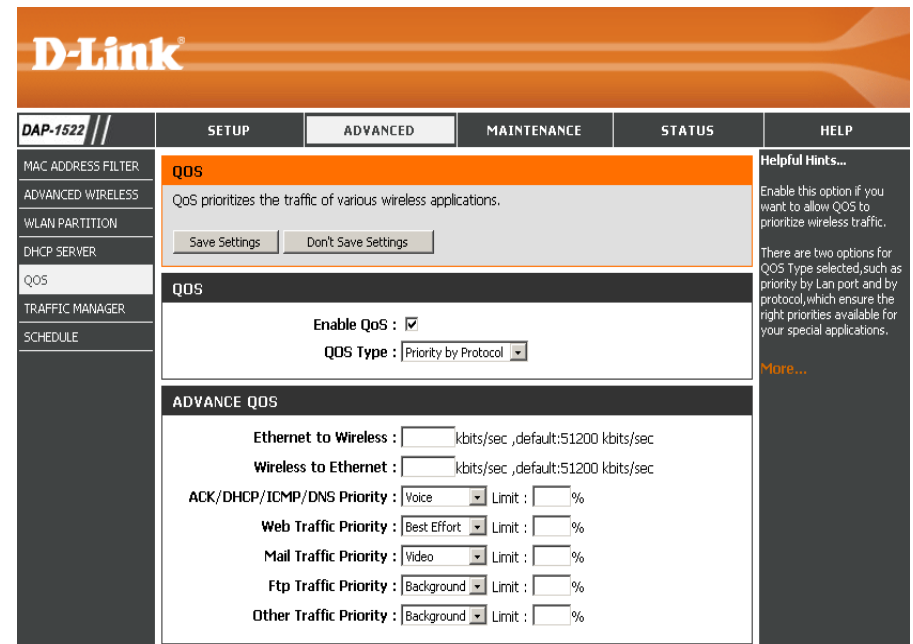 D-Link®
DAP-1522
SETUP
ADVANCED
MAINTENANCE
STATUS
HELP
MAC ADDRESS FILTER
ADVANCED WIRELESS
WLAN PARTITION
DHCP SERVER
QOS
TRAFFIC MANAGER
SCHEDULE
QOS
QoS prioritizes the traffic of various wireless applications.
Save Settings
Don't Save Settings
QOS
Enable QoS :
QOS Type : Priority by Protocol
ADVANCE QOS
Ethernet to Wireless : kbits/sec ,default:51200 kbits/sec
Wireless to Ethernet : kbits/sec ,default:51200 kbits/sec
ACK/DHCP/ICMP/DNS Priority : Voice Limit : %
Web Traffic Priority : Best Effort Limit : %
Mail Traffic Priority : Video Limit : %
Ftp Traffic Priority : Background Limit : %
Other Traffic Priority : Background Limit : %
Helpful Hints...
Enable this option if you
want to allow QOS to
prioritize wireless traffic.
There are two options for
QOS Type selected,such as
priority by Lan port and by
protocol,which ensure the
right priorities available for
your special applications.
More...